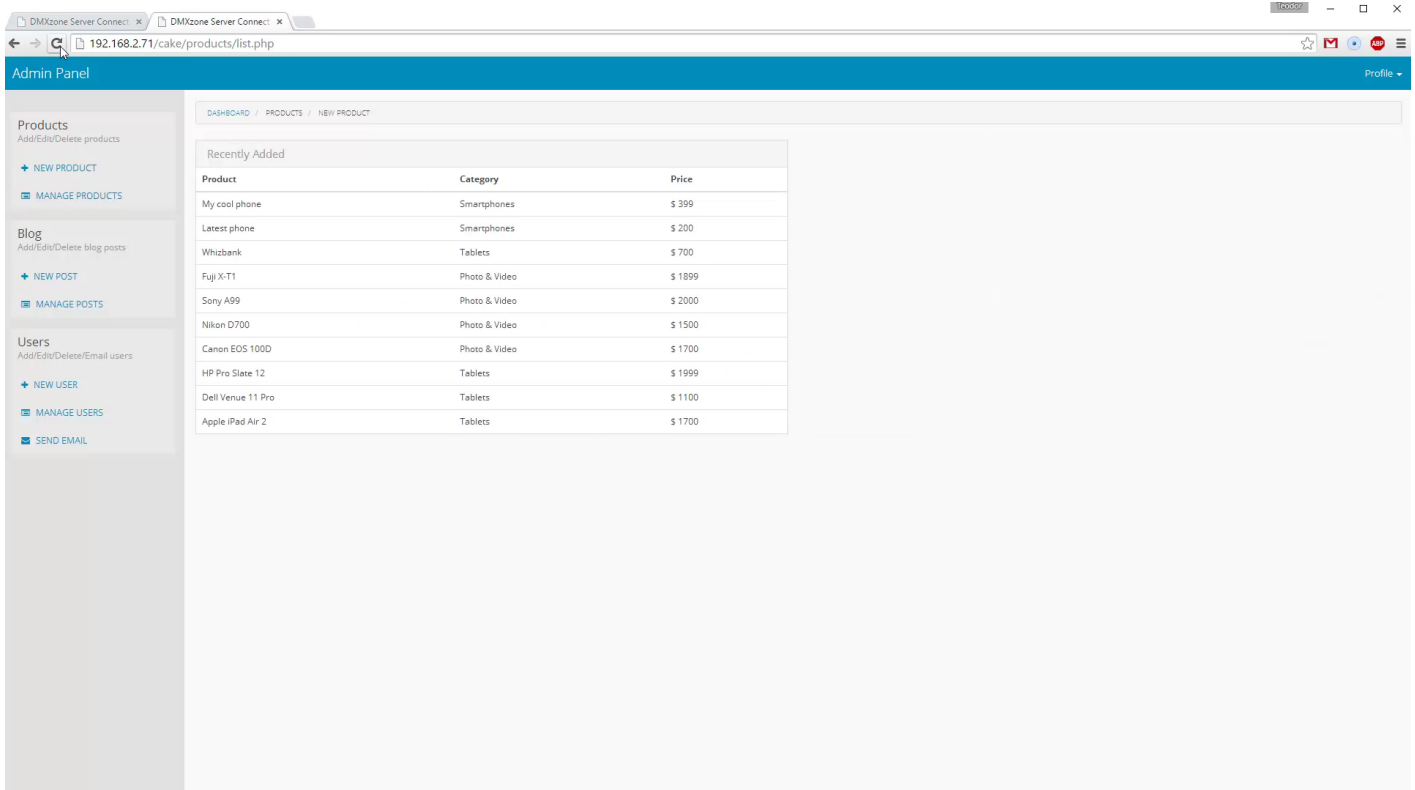 Teodor
DMXzone Server Connect × DMXzone Server Connect ×
192.168.2.71/cake/products/list.php
ABP
Admin Panel Profile
DASHBOARD / PRODUCTS / NEW PRODUCT
Products
Add/Edit/Delete products
+ NEW PRODUCT
MANAGE PRODUCTS
Blog
Add/Edit/Delete blog posts
+ NEW POST
MANAGE POSTS
Users
Add/Edit/Delete/Email users
+ NEW USER
MANAGE USERS
SEND EMAIL
Recently Added
Product Category Price
My cool phone Smartphones $ 399
Latest phone Smartphones $ 200
Whizbank Tablets $ 700
Fuji X-T1 Photo & Video $ 1899
Sony A99 Photo & Video $ 2000
Nikon D700 Photo & Video $ 1500
Canon EOS 100D Photo & Video $ 1700
HP Pro Slate 12 Tablets $ 1999
Dell Venue 11 Pro Tablets $ 1100
Apple iPad Air 2 Tablets $ 1700